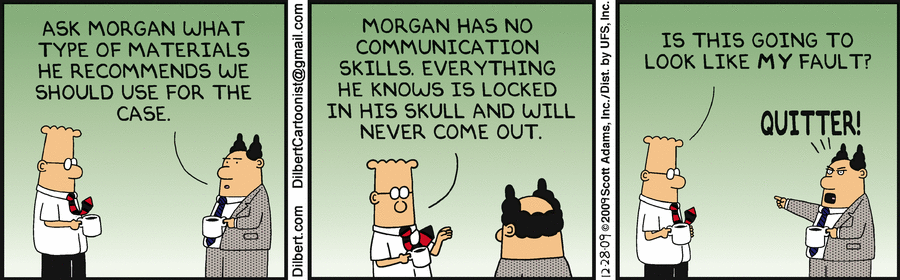 ASK MORGAN WHAT
TYPE OF MATERIALS
HE RECOMMENDS WE
SHOULD USE FOR THE
CASE.
Dilbert.com DilbertCartoonist@gmail.com
MORGAN HAS NO
COMMUNICATION
SKILLS. EVERYTHING
HE KNOWS IS LOCKED
IN HIS SKULL AND WILL
NEVER COME OUT.
12-28-09 ©2009 Scott Adams, Inc./Dist. by UFS, Inc.
IS THIS GOING TO
LOOK LIKE MY FAULT?
QUITTER!